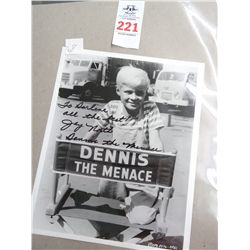 221
To Darlene
all the best!
Jay North
Dennis the Menace
DENNIS
THE MENACE